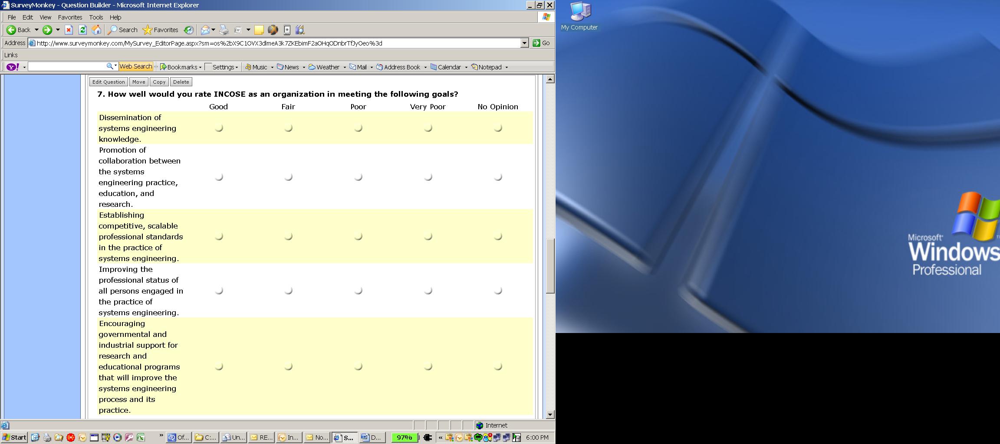 SurveyMonkey - Question Builder - Microsoft Internet Explorer
File Edit View Favorites Tools Help
Back Search Favorites
Address http://www.surveymonkey.com/MySurvey_EditorPage.aspx?sm=os%2bX9C1OVX3dlmeA3k7ZKEbimF2aOHqODnbrTfJyOeo%3d Go
Links
Y! Web Search Bookmarks Settings Music News Weather Mail Address Book Calendar Notepad
Edit Question Move Copy Delete
7. How well would you rate INCOSE as an organization in meeting the following goals?
Good Fair Poor Very Poor No Opinion
Dissemination of
systems engineering
knowledge.
Promotion of
collaboration between
the systems
engineering practice,
education, and
research.
Establishing
competitive, scalable
professional standards
in the practice of
systems engineering.
Improving the
professional status of
all persons engaged in
the practice of
systems engineering.
Encouraging
governmental and
industrial support for
research and
educational programs
that will improve the
systems engineering
process and its
practice.
Internet
Start » Of... C:... Un... RE... In... No... S... D... 97% « 6:00 PM
My Computer
Microsoft
Windows
Professional